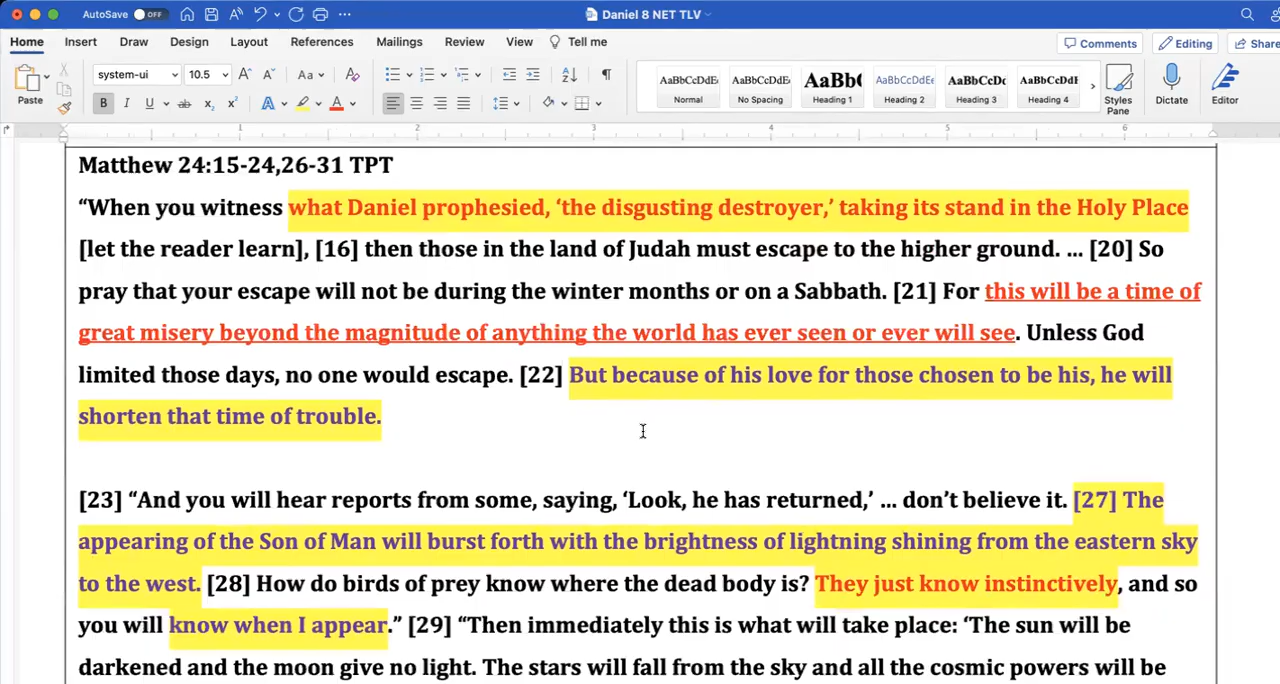 AutoSave OFF Daniel 8 NET TLV
Home Insert Draw Design Layout References Mailings Review View Tell me Comments Editing Share
Paste system-ui 10.5 Aa B I U ab x₂ x² A A AaBbCcDdEe Normal AaBbCcDdEe No Spacing AaBb( Heading 1 AaBbCcDdEe Heading 2 AaBbCcDc Heading 3 AaBbCcDdE Heading 4 Styles Pane Dictate Editor
1 2 3 4 5 6
Matthew 24:15-24,26-31 TPT
“When you witness what Daniel prophesied, ‘the disgusting destroyer,’ taking its stand in the Holy Place
[let the reader learn], [16] then those in the land of Judah must escape to the higher ground. ... [20] So
pray that your escape will not be during the winter months or on a Sabbath. [21] For this will be a time of
great misery beyond the magnitude of anything the world has ever seen or ever will see. Unless God
limited those days, no one would escape. [22] But because of his love for those chosen to be his, he will
shorten that time of trouble.
[23] “And you will hear reports from some, saying, ‘Look, he has returned,’ ... don’t believe it. [27] The
appearing of the Son of Man will burst forth with the brightness of lightning shining from the eastern sky
to the west. [28] How do birds of prey know where the dead body is? They just know instinctively, and so
you will know when I appear.” [29] “Then immediately this is what will take place: ‘The sun will be
darkened and the moon give no light. The stars will fall from the sky and all the cosmic powers will be